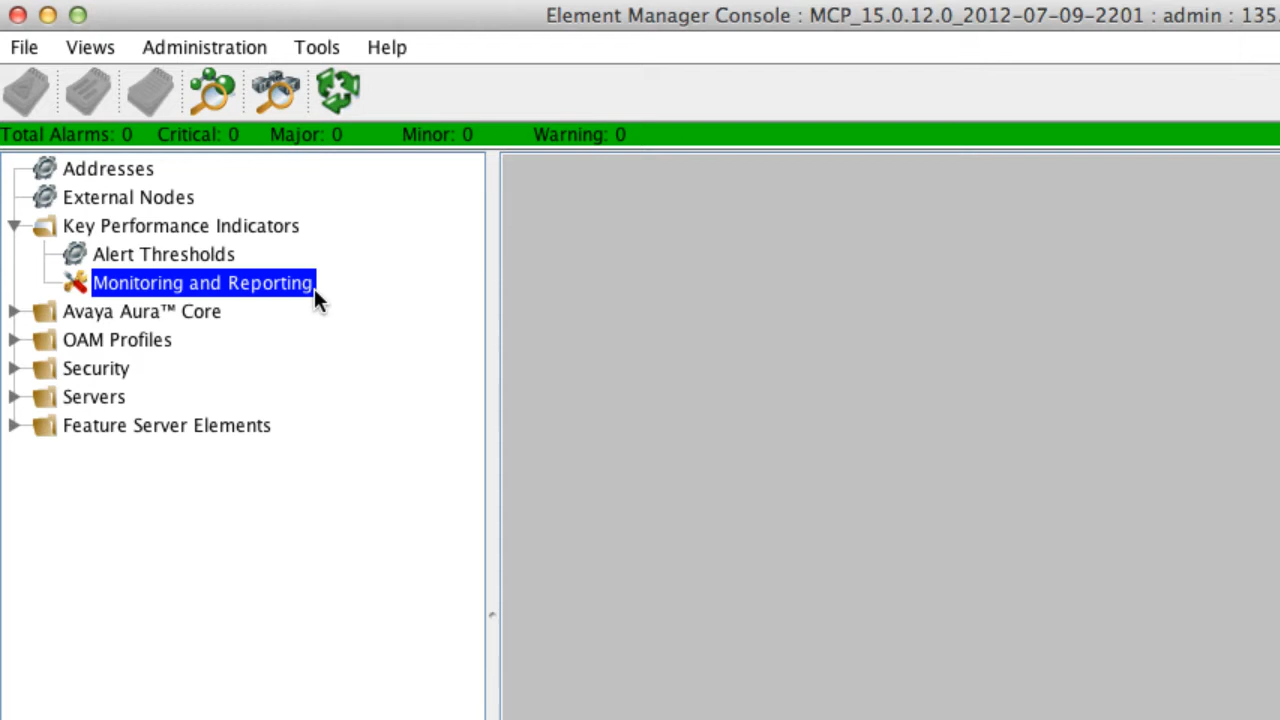 Element Manager Console : MCP_15.0.12.0_2012-07-09-2201 : admin : 135.
File Views Administration Tools Help
Total Alarms: 0 Critical: 0 Major: 0 Minor: 0 Warning: 0
Addresses
External Nodes
Key Performance Indicators
Alert Thresholds
Monitoring and Reporting
Avaya Aura™ Core
OAM Profiles
Security
Servers
Feature Server Elements